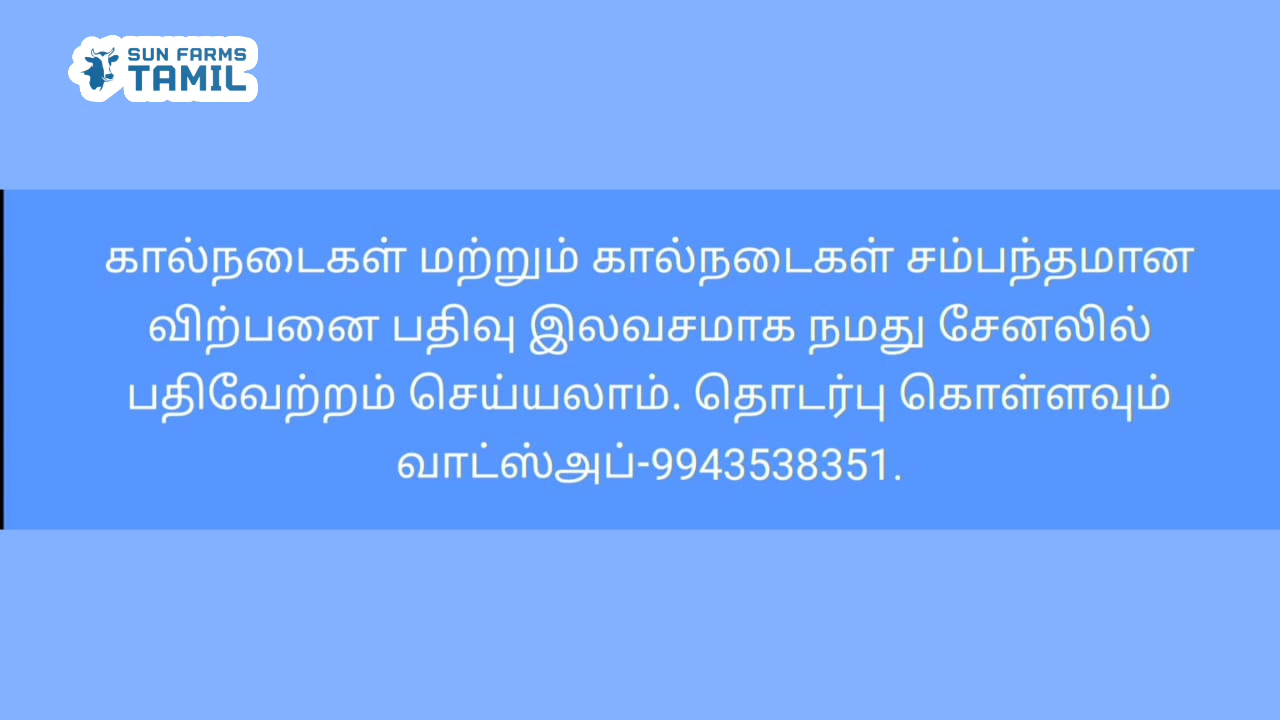 SUN FARMS
TAMIL
கால்நடைகள் மற்றும் கால்நடைகள் சம்பந்தமான
விற்பனை பதிவு இலவசமாக நமது சேனலில்
பதிவேற்றம் செய்யலாம். தொடர்பு கொள்ளவும்
வாட்ஸ்அப்-9943538351.